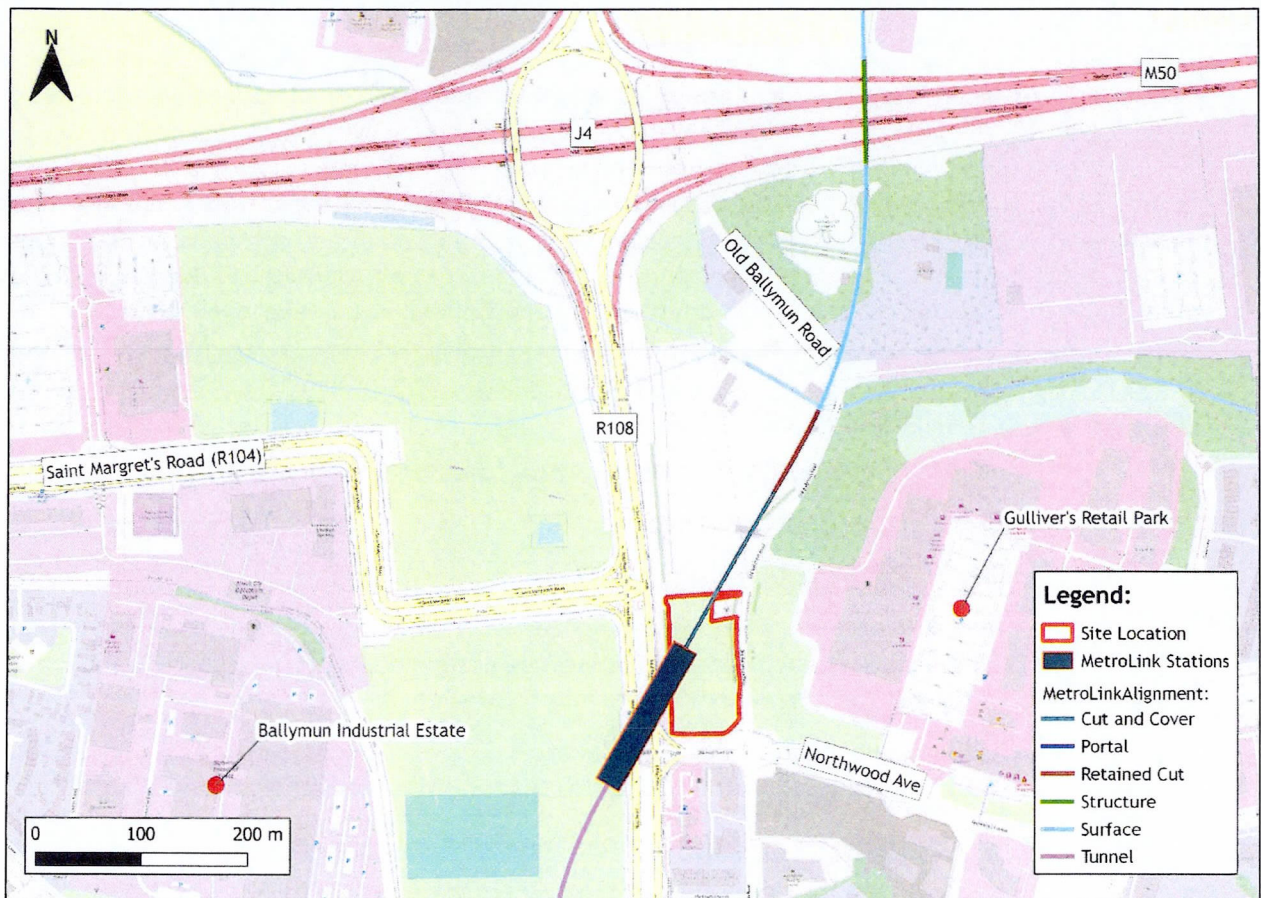 N
M50
J4
Old Ballymun Road
R108
Saint Margret's Road (R104)
Gulliver's Retail Park
Legend:
Site Location
MetroLink Stations
MetroLinkAlignment:
Cut and Cover
Portal
Retained Cut
Structure
Surface
Tunnel
Ballymun Industrial Estate
Northwood Ave
0 100 200 m